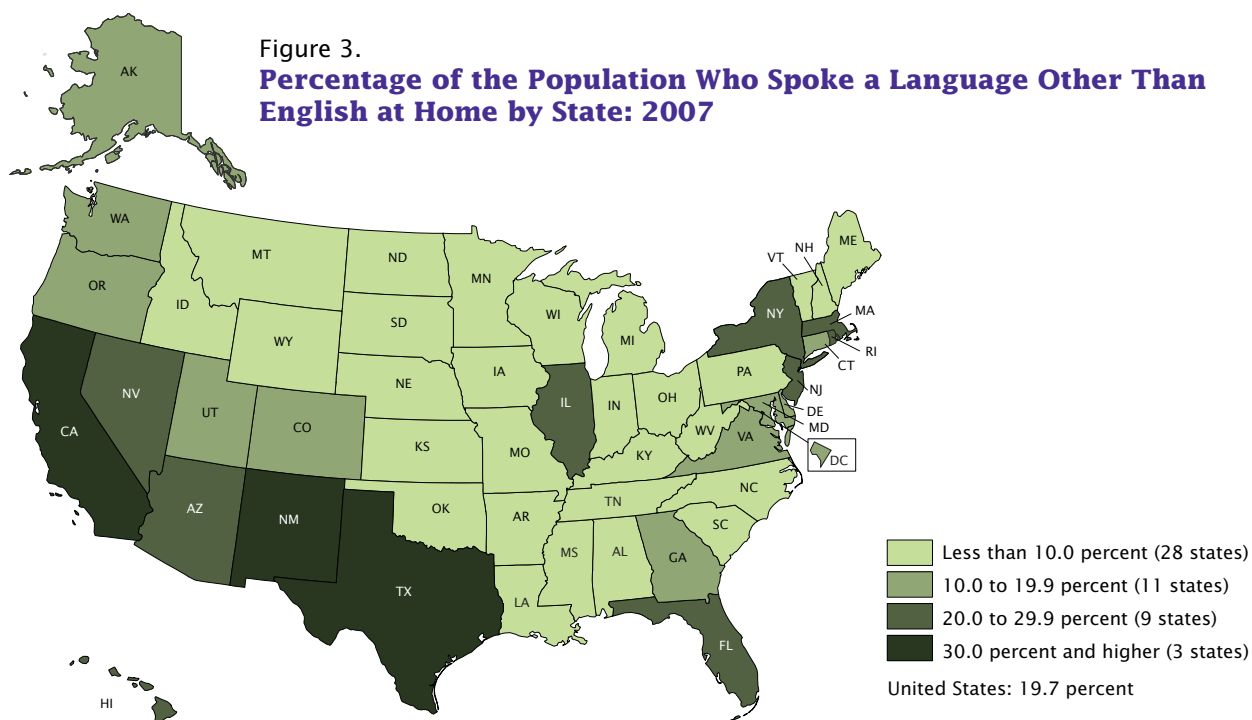 Figure 3.
Percentage of the Population Who Spoke a Language Other Than
English at Home by State: 2007
AK
WA
MT
ND
MN
ME
NH
VT
OR
ID
SD
WI
NY
MA
WY
MI
RI
CT
IA
PA
NE
NV
NJ
UT
IL
IN
OH
DE
MD
CO
CA
KS
MO
WV
VA
KY
DC
NC
TN
OK
AZ
NM
AR
SC
MS
AL
GA
TX
LA
FL
HI
Less than 10.0 percent (28 states)
10.0 to 19.9 percent (11 states)
20.0 to 29.9 percent (9 states)
30.0 percent and higher (3 states)
United States: 19.7 percent